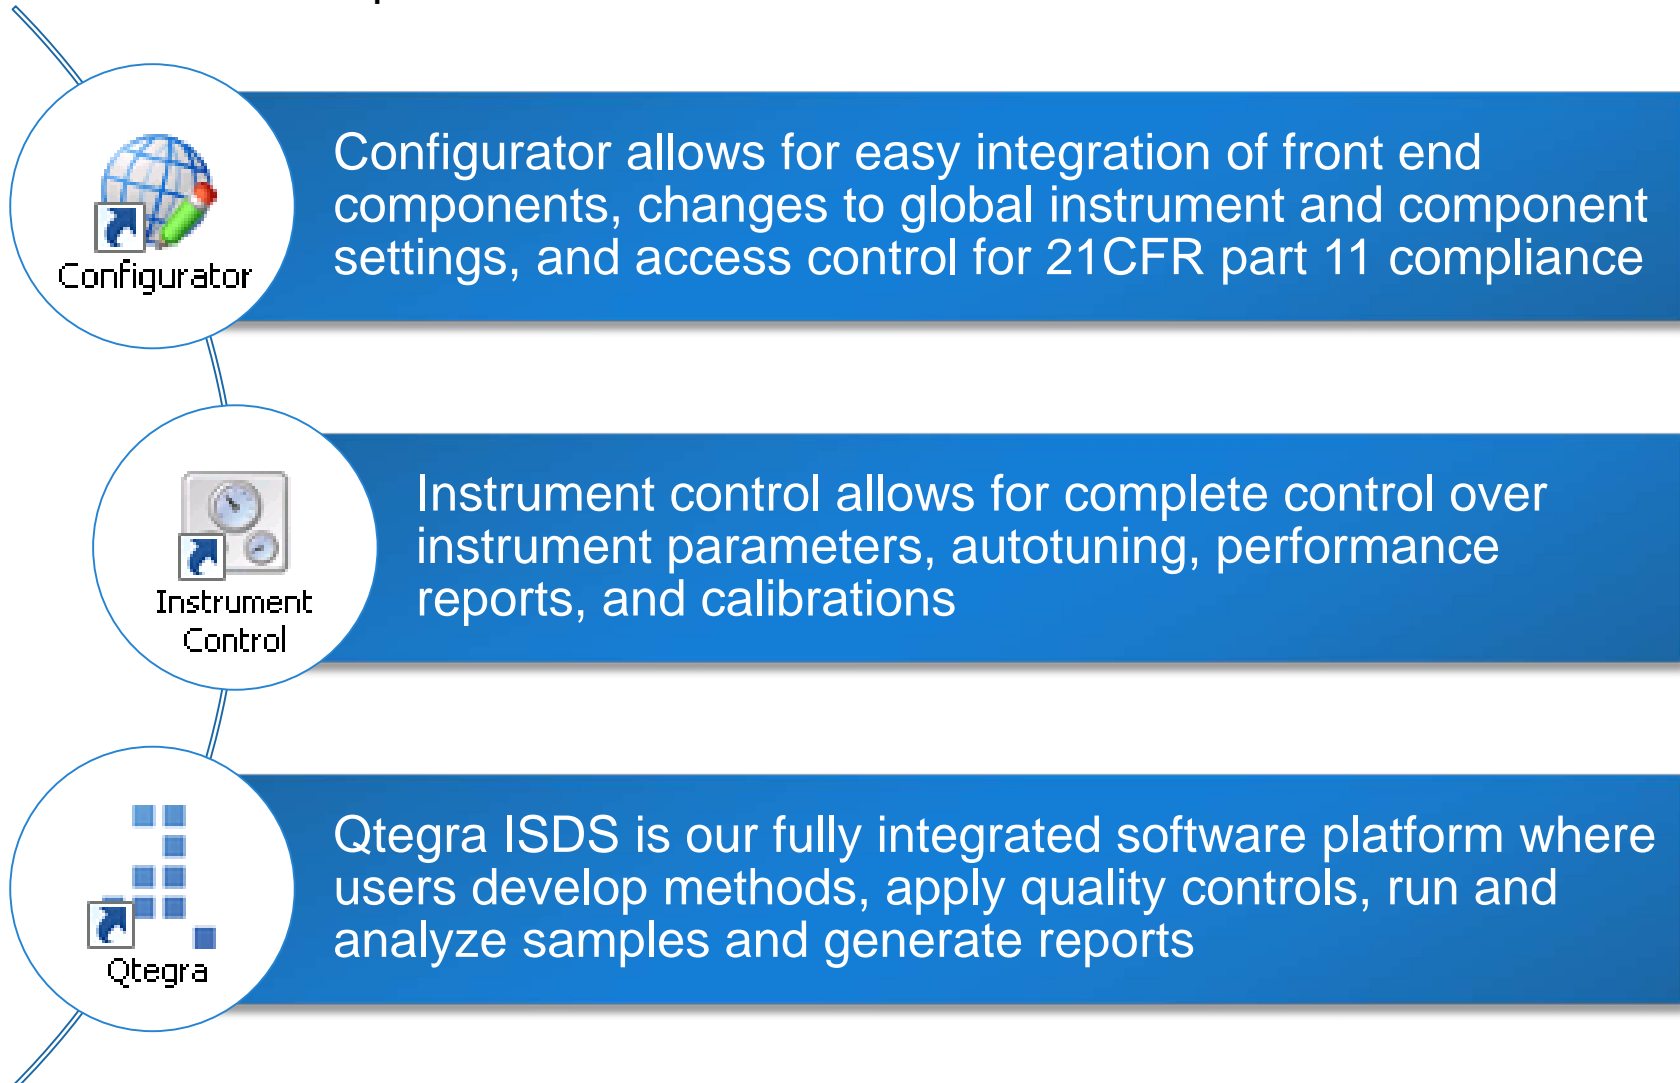 Configurator
Configurator allows for easy integration of front end
components, changes to global instrument and component
settings, and access control for 21CFR part 11 compliance
Instrument
Control
Instrument control allows for complete control over
instrument parameters, autotuning, performance
reports, and calibrations
Qtegra
Qtegra ISDS is our fully integrated software platform where
users develop methods, apply quality controls, run and
analyze samples and generate reports